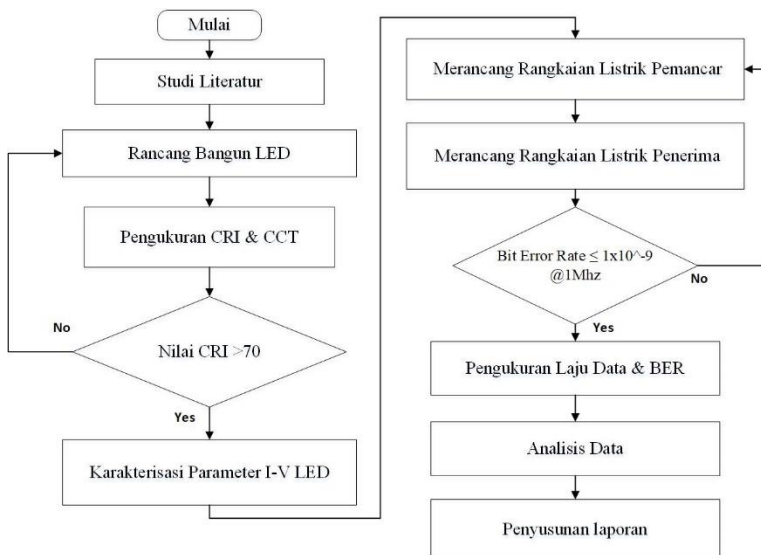 Mulai
Studi Literatur
Rancang Bangun LED
Pengukuran CRI & CCT
No
Nilai CRI >70
Yes
Karakterisasi Parameter I-V LED
Merancang Rangkaian Listrik Pemancar
Merancang Rangkaian Listrik Penerima
Bit Error Rate ≤ 1x10^-9
@1Mhz
No
Yes
Pengukuran Laju Data & BER
Analisis Data
Penyusunan laporan